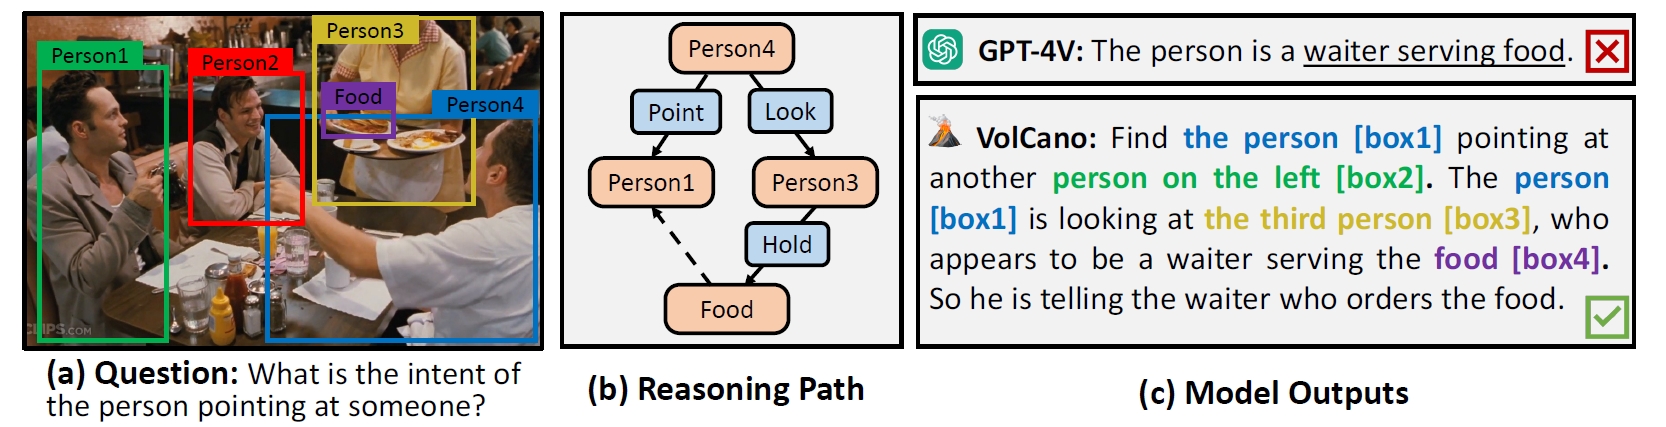 Person1
Person2
Person3
Food
Person4
CLIPS.COM
(a) Question: What is the intent of
the person pointing at someone?
Person4
Point
Look
Person1
Person3
Hold
Food
(b) Reasoning Path
GPT-4V: The person is a waiter serving food.
VolCano: Find the person [box1] pointing at
another person on the left [box2]. The person
[box1] is looking at the third person [box3], who
appears to be a waiter serving the food [box4].
So he is telling the waiter who orders the food.
(c) Model Outputs